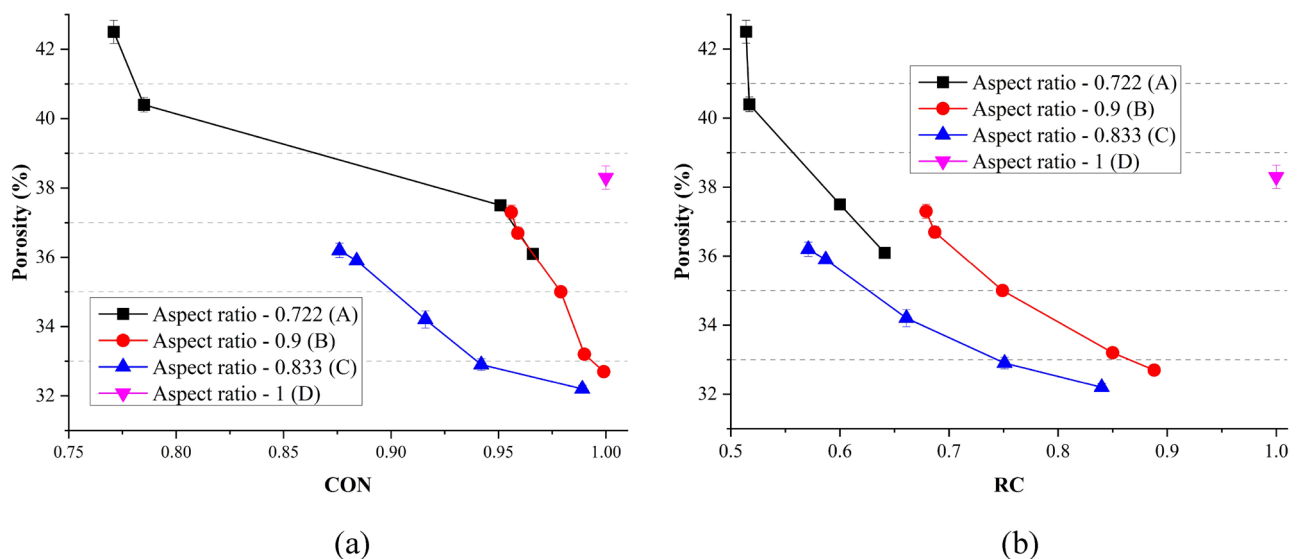 42
40
38
36
34
32
Porosity (%)
Aspect ratio - 0.722 (A)
Aspect ratio - 0.9 (B)
Aspect ratio - 0.833 (C)
Aspect ratio - 1 (D)
0.75
0.80
0.85
0.90
0.95
1.00
CON
(a)
42
40
38
36
34
32
Porosity (%)
Aspect ratio - 0.722 (A)
Aspect ratio - 0.9 (B)
Aspect ratio - 0.833 (C)
Aspect ratio - 1 (D)
0.5
0.6
0.7
0.8
0.9
1.0
RC
(b)